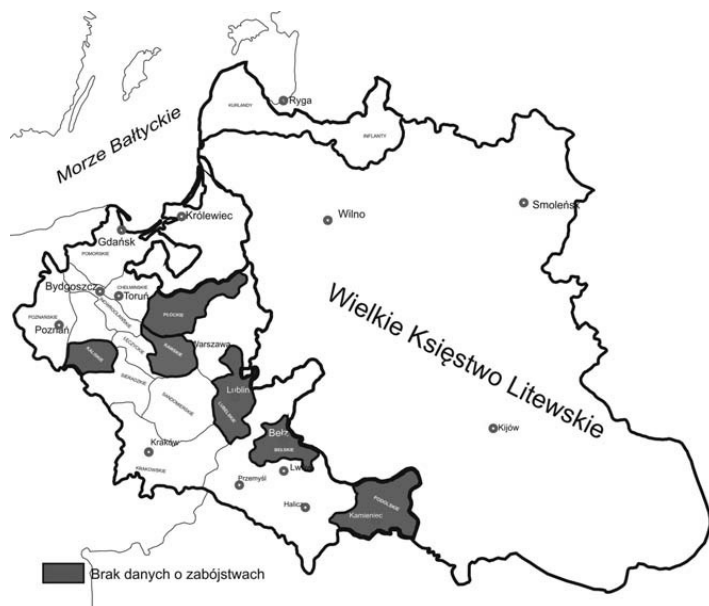 Ryga
KURLANDY
INFLANTY
Morze Bałtyckie
Smoleńsk
Królewiec
Wilno
Gdańsk
POMORSKIE
Bydgoszcz
CHEŁMIŃSKIE
Toruń
PŁOCKIE
INOWROCŁAWSKIE
POZNAŃSKIE
Poznań
Wielkie Księstwo Litewskie
ŁĘCZYCKIE
RAWSKIE
Warszawa
KALISKIE
SIERADZKIE
Lublin
SANDOMIERSKIE
LUBELSKIE
Bełz
Kijów
Kraków
BEŁSKIE
KRAKOWSKIE
Lw
Przemyśl
PODOLSKIE
Halicz
Kamieniec
Brak danych o zabójstwach